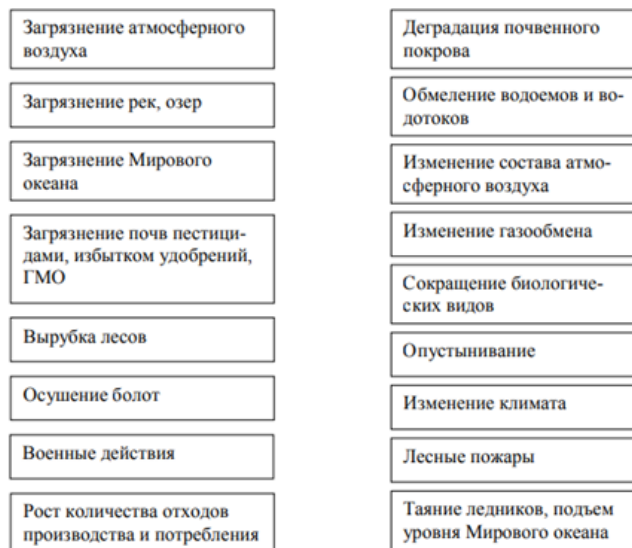 Загрязнение атмосферного
воздуха
Загрязнение рек, озер
Загрязнение Мирового
океана
Загрязнение почв пестици-
дами, избытком удобрений,
ГМО
Вырубка лесов
Осушение болот
Военные действия
Рост количества отходов
производства и потребления
Деградация почвенного
покрова
Обмеление водоемов и во-
дотоков
Изменение состава атмо-
сферного воздуха
Изменение газообмена
Сокращение биологиче-
ских видов
Опустынивание
Изменение климата
Лесные пожары
Таяние ледников, подъем
уровня Мирового океана